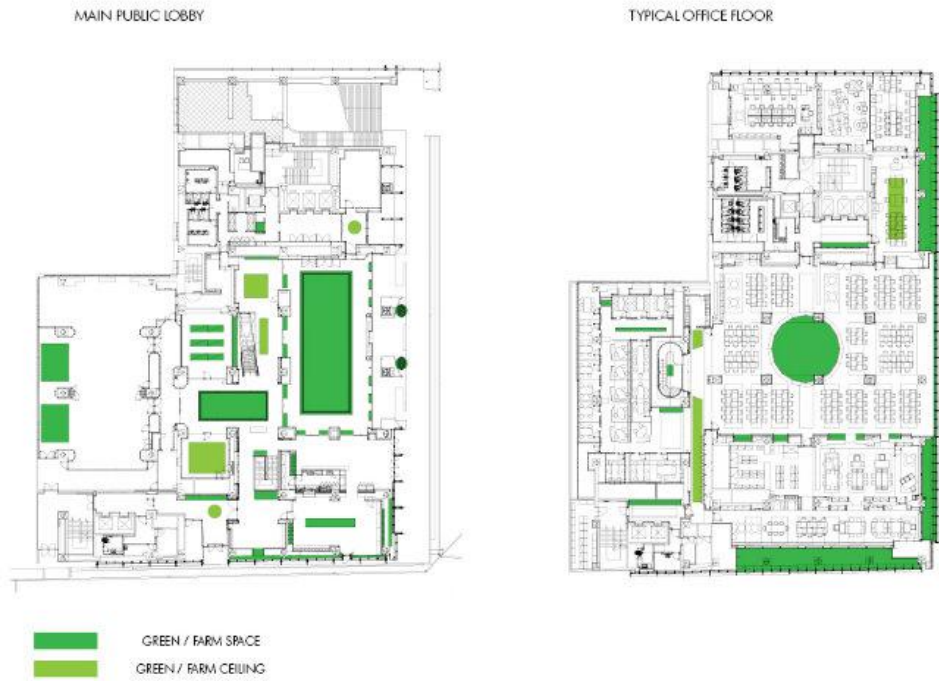 MAIN PUBLIC LOBBY
TYPICAL OFFICE FLOOR
GREEN / FARM SPACE
GREEN / FARM CEILING